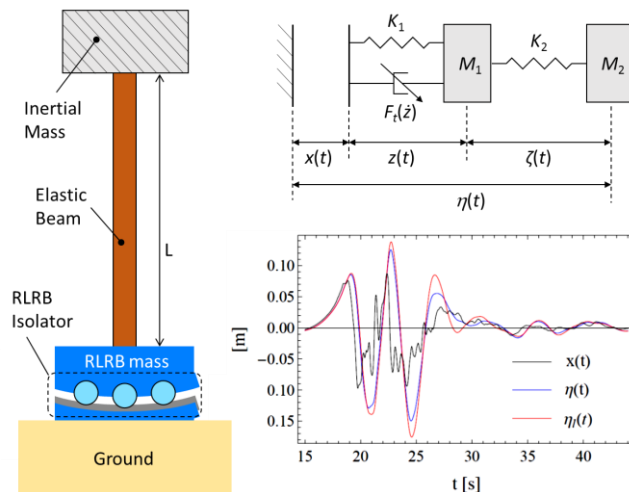 Inertial
Mass
Elastic
Beam
L
RLRB
Isolator
RLRB mass
Ground
K₁
K₂
M₁
M₂
Fₜ(ż)
x(t)
z(t)
ζ(t)
η(t)
[m]
0.10
0.05
0.00
−0.05
0.10
0.15
x(t)
η(t)
ηₗ(t)
15 20 25 30 35 40
t [s]